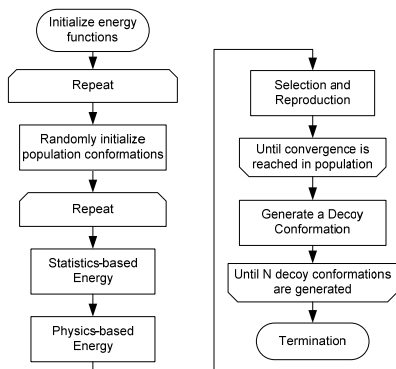 Initialize energy
functions
Repeat
Randomly initialize
population conformations
Repeat
Statistics-based
Energy
Physics-based
Energy
Selection and
Reproduction
Until convergence is
reached in population
Generate a Decoy
Conformation
Until N decoy conformations
are generated
Termination